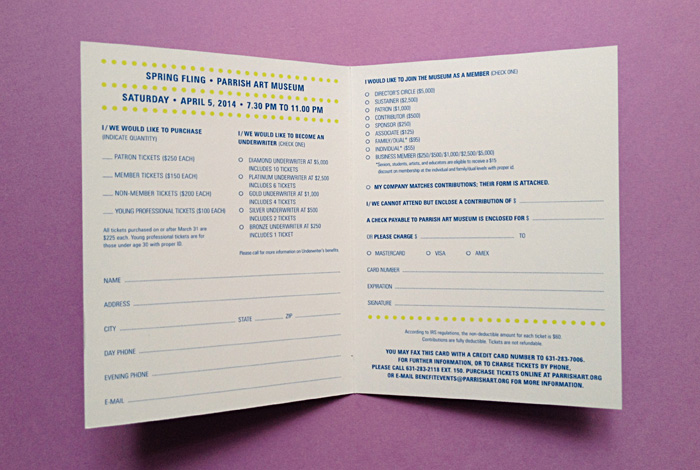 SPRING FLING • PARRISH ART MUSEUM
SATURDAY • APRIL 5, 2014 • 7.30 PM TO 11.00 PM
I/ WE WOULD LIKE TO PURCHASE
(INDICATE QUANTITY)
PATRON TICKETS ($250 EACH)
MEMBER TICKETS ($150 EACH)
NON-MEMBER TICKETS ($200 EACH)
YOUNG PROFESSIONAL TICKETS ($100 EACH)
All tickets purchased on or after March 31 are
$225 each. Young professional tickets are for
those under age 30 with proper ID.
I/ WE WOULD LIKE TO BECOME AN
UNDERWRITER (CHECK ONE)
DIAMOND UNDERWRITER AT $5,000
INCLUDES 10 TICKETS
PLATINUM UNDERWRITER AT $2,500
INCLUDES 6 TICKETS
GOLD UNDERWRITER AT $1,000
INCLUDES 4 TICKETS
SILVER UNDERWRITER AT $500
INCLUDES 2 TICKETS
BRONZE UNDERWRITER AT $250
INCLUDES 1 TICKET
Please call for more information on Underwriter's benefits.
NAME
ADDRESS
CITY STATE ZIP
DAY PHONE
EVENING PHONE
E-MAIL
I WOULD LIKE TO JOIN THE MUSEUM AS A MEMBER (CHECK ONE)
DIRECTOR'S CIRCLE ($5,000)
SUSTAINER ($2,500)
PATRON ($1,000)
CONTRIBUTOR ($500)
SPONSOR ($250)
ASSOCIATE ($125)
FAMILY/DUAL* ($95)
INDIVIDUAL* ($55)
BUSINESS MEMBER ($250/$500/$1,000/$2,500/$5,000)
*Seniors, students, artists, and educators are eligible to receive a $15
discount on membership at the individual and family/dual levels with proper id.
MY COMPANY MATCHES CONTRIBUTIONS; THEIR FORM IS ATTACHED.
I/ WE CANNOT ATTEND BUT ENCLOSE A CONTRIBUTION OF $
A CHECK PAYABLE TO PARRISH ART MUSEUM IS ENCLOSED FOR $
OR PLEASE CHARGE $ TO
MASTERCARD VISA AMEX
CARD NUMBER
EXPIRATION
SIGNATURE
According to IRS regulations, the non-deductible amount for each ticket is $60.
Contributions are fully deductible. Tickets are not refundable.
YOU MAY FAX THIS CARD WITH A CREDIT CARD NUMBER TO 631-283-7006.
FOR FURTHER INFORMATION, OR TO CHARGE TICKETS BY PHONE,
PLEASE CALL 631-283-2118 EXT. 150. PURCHASE TICKETS ONLINE AT PARRISHART.ORG
OR E-MAIL BENEFITEVENTS@PARRISHART.ORG FOR MORE INFORMATION.